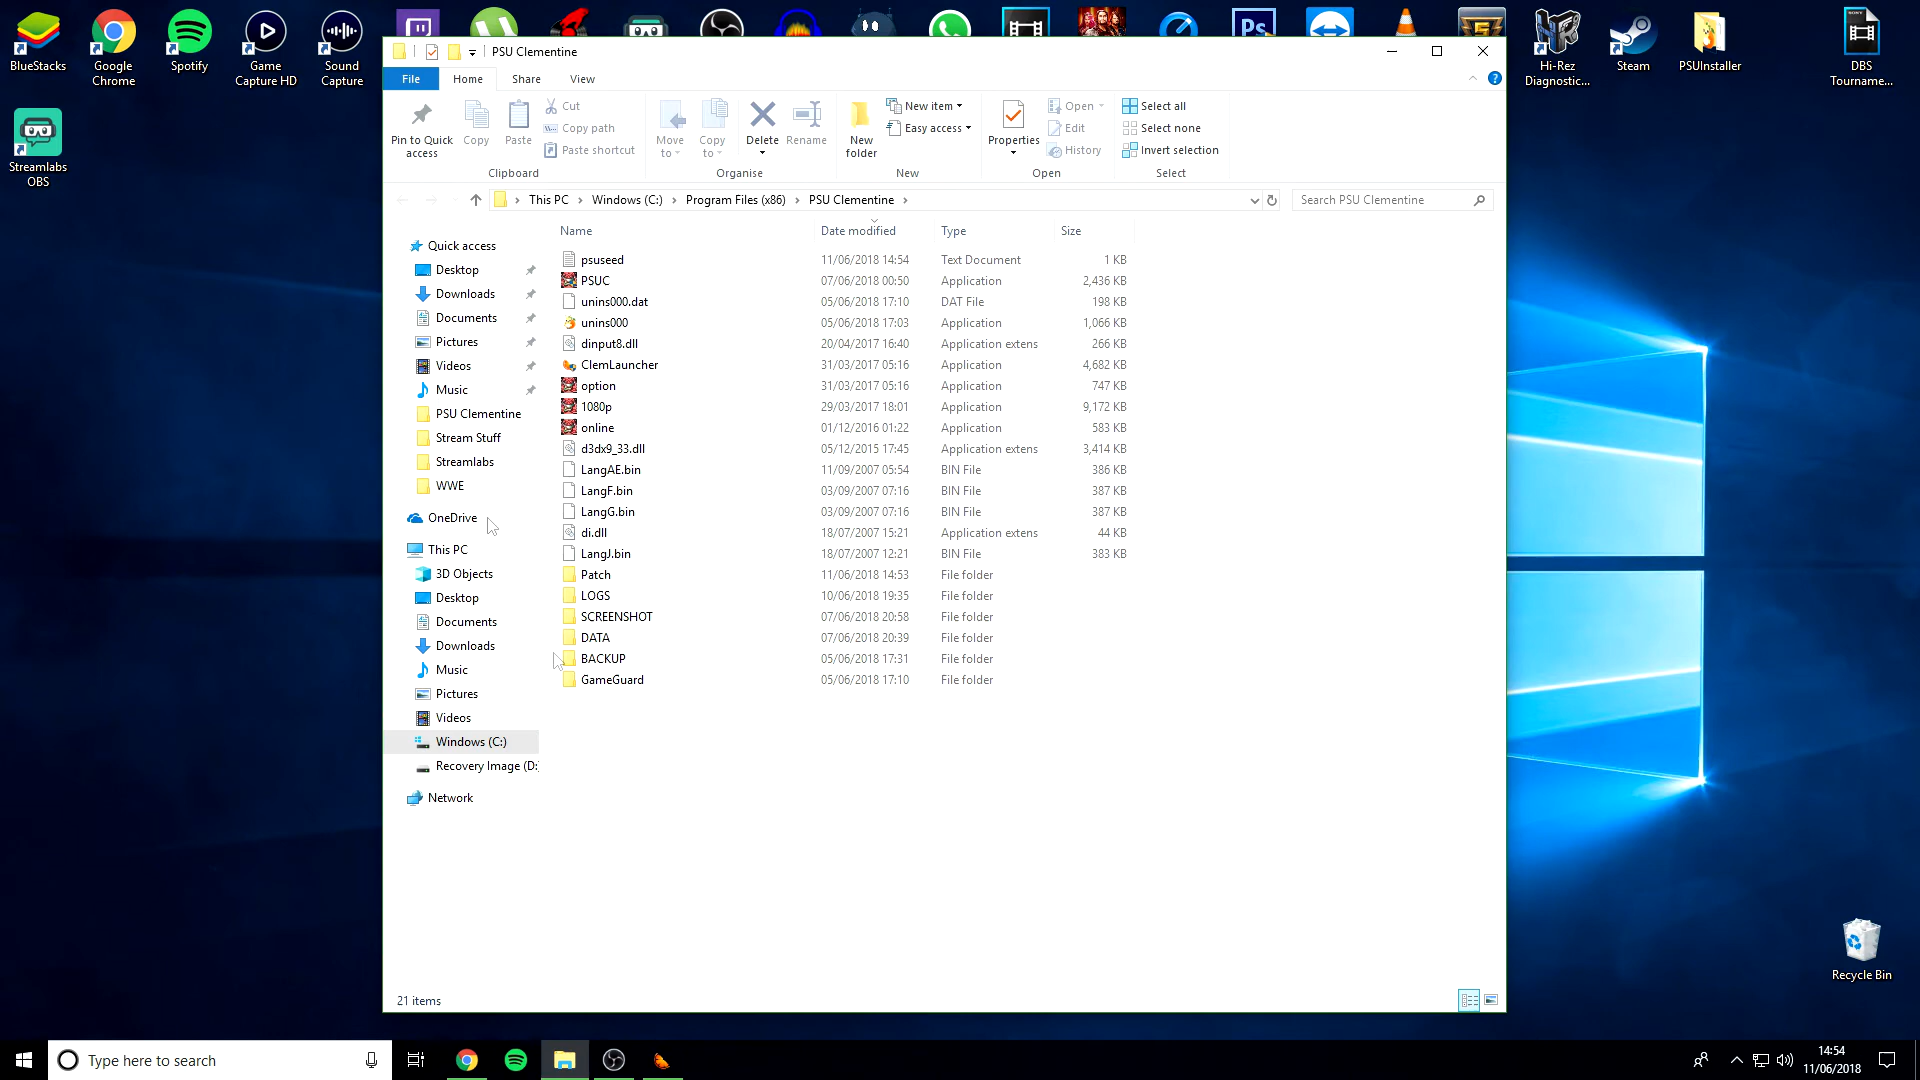 BlueStacks
Google
Chrome
Spotify
Game
Capture HD
Sound
Capture
Ps
Hi-Rez
Diagnostic...
Steam
PSUInstaller
DBS
Tourname...
Streamlabs
OBS
PSU Clementine
File Home Share View
Pin to Quick
access
Copy
Paste
Cut
Copy path
Paste shortcut
Clipboard
Move
to
Copy
to
Delete
Rename
Organise
New
folder
New item
Easy access
New
Properties
Open
Edit
History
Open
Select all
Select none
Invert selection
Select
This PC > Windows (C:) > Program Files (x86) > PSU Clementine >
Search PSU Clementine
Quick access
Desktop
Downloads
Documents
Pictures
Videos
Music
PSU Clementine
Stream Stuff
Streamlabs
WWE
OneDrive
This PC
3D Objects
Desktop
Documents
Downloads
Music
Pictures
Videos
Windows (C:)
Recovery Image (D:
Network
Name Date modified Type Size
psuseed 11/06/2018 14:54 Text Document 1 KB
PSUC 07/06/2018 00:50 Application 2,436 KB
unins000.dat 05/06/2018 17:10 DAT File 198 KB
unins000 05/06/2018 17:03 Application 1,066 KB
dinput8.dll 20/04/2017 16:40 Application extens 266 KB
ClemLauncher 31/03/2017 05:16 Application 4,682 KB
option 31/03/2017 05:16 Application 747 KB
1080p 29/03/2017 18:01 Application 9,172 KB
online 01/12/2016 01:22 Application 583 KB
d3dx9_33.dll 05/12/2015 17:45 Application extens 3,414 KB
LangAE.bin 11/09/2007 05:54 BIN File 386 KB
LangF.bin 03/09/2007 07:16 BIN File 387 KB
LangG.bin 03/09/2007 07:16 BIN File 387 KB
di.dll 18/07/2007 15:21 Application extens 44 KB
LangJ.bin 18/07/2007 12:21 BIN File 383 KB
Patch 11/06/2018 14:53 File folder
LOGS 10/06/2018 19:35 File folder
SCREENSHOT 07/06/2018 20:58 File folder
DATA 07/06/2018 20:39 File folder
BACKUP 05/06/2018 17:31 File folder
GameGuard 05/06/2018 17:10 File folder
21 items
Recycle Bin
Type here to search
14:54
11/06/2018